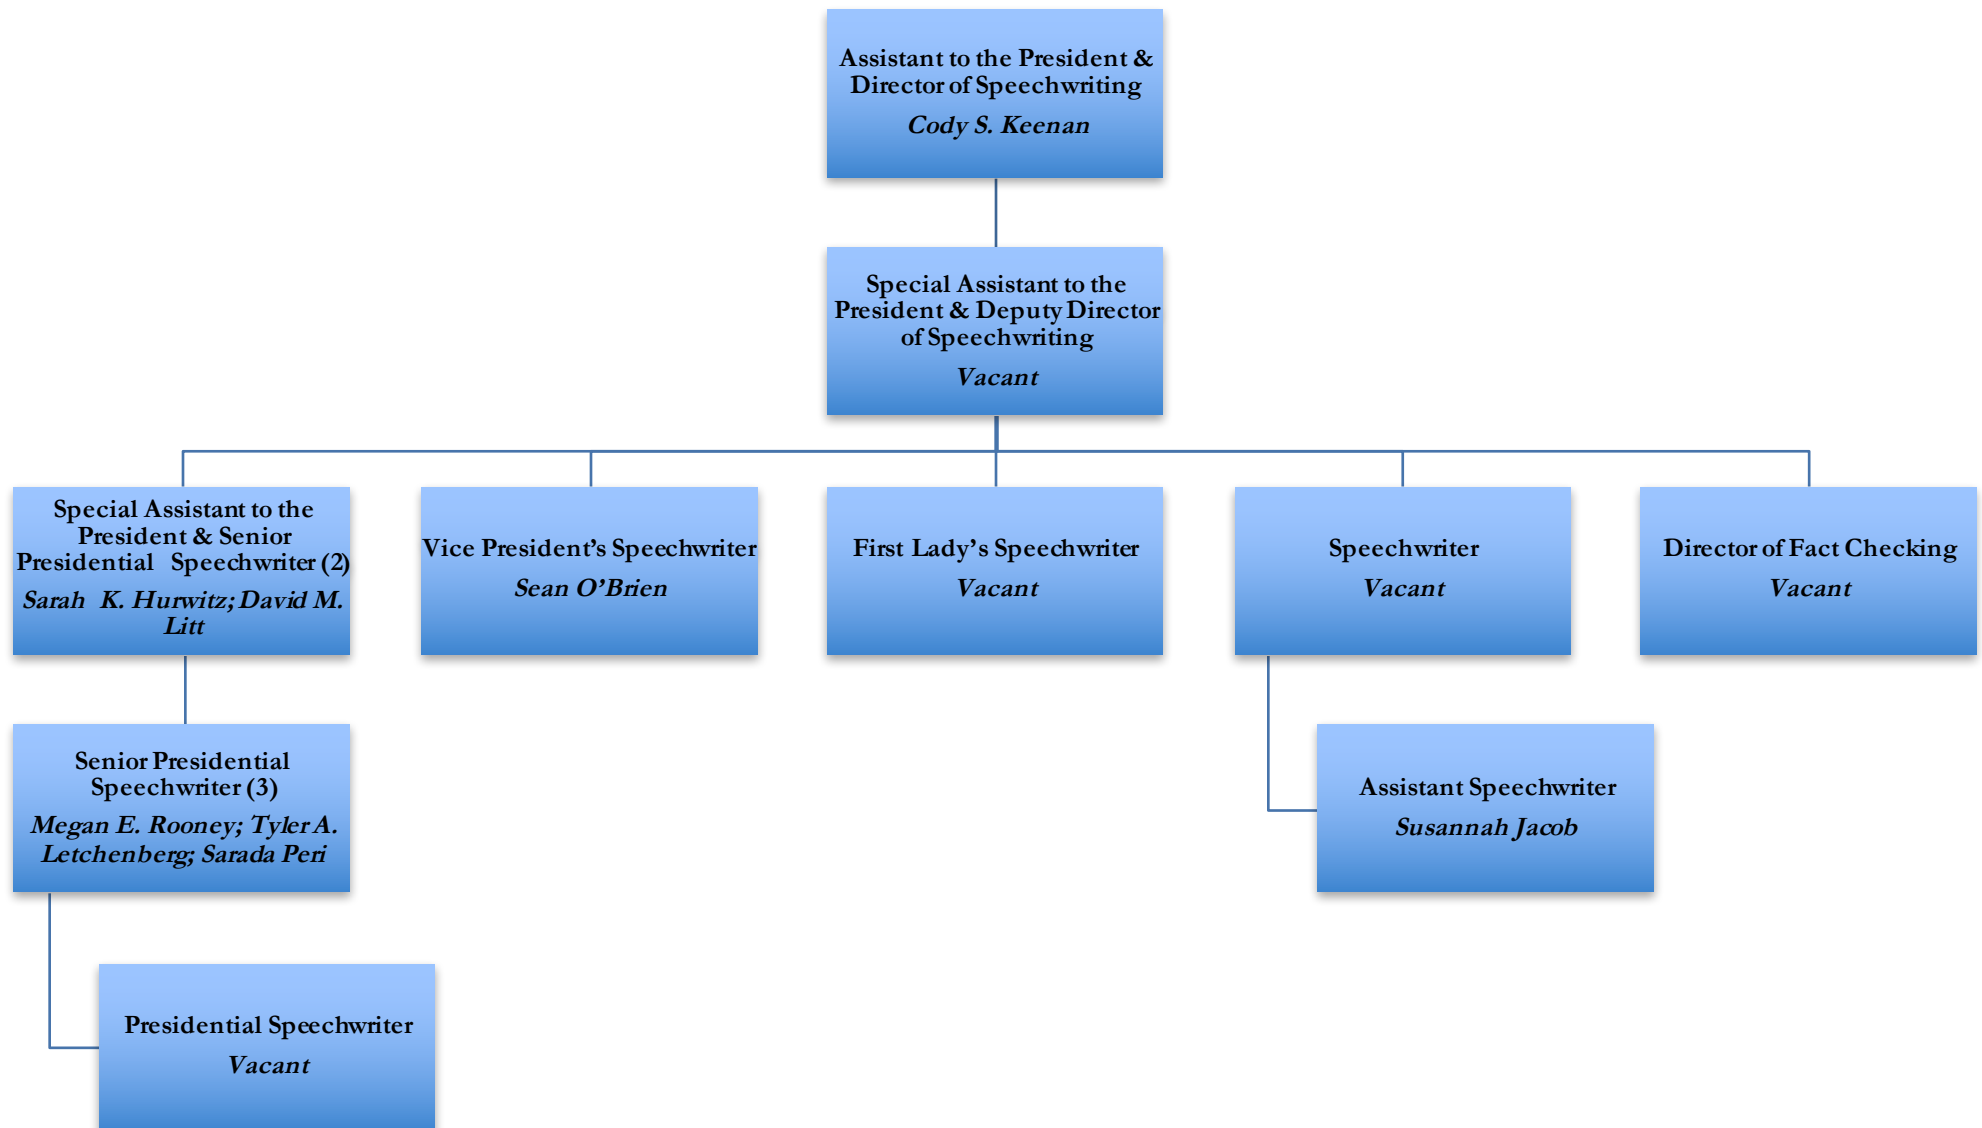 Assistant to the President &
Director of Speechwriting
Cody S. Keenan
Special Assistant to the
President & Deputy Director
of Speechwriting
Vacant
Special Assistant to the
President & Senior
Presidential Speechwriter (2)
Sarah K. Hurwitz; David M.
Litt
Vice President’s Speechwriter
Sean O’Brien
First Lady’s Speechwriter
Vacant
Speechwriter
Vacant
Director of Fact Checking
Vacant
Senior Presidential
Speechwriter (3)
Megan E. Rooney; Tyler A.
Letchenberg; Sarada Peri
Assistant Speechwriter
Susannah Jacob
Presidential Speechwriter
Vacant